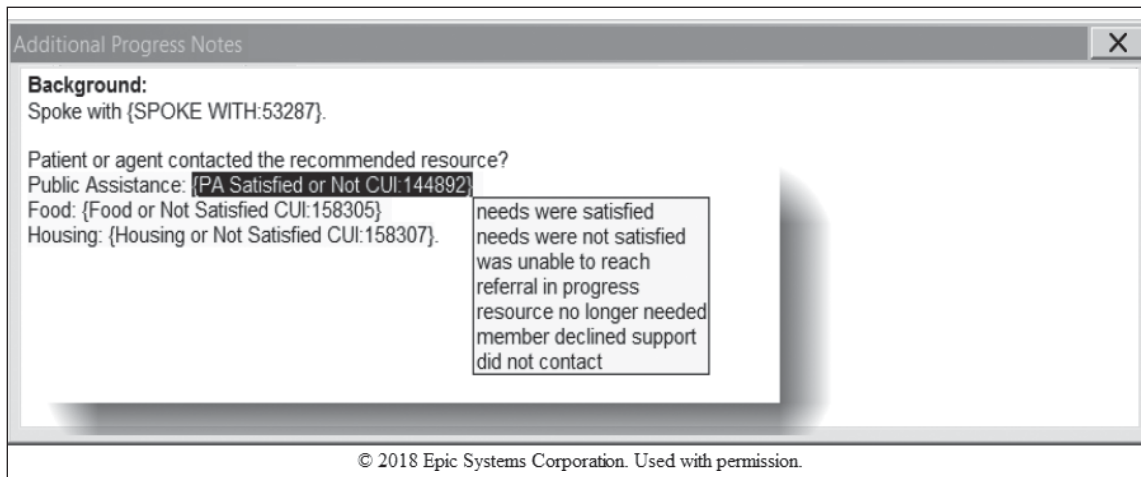 Additional Progress Notes
Background:
Spoke with {SPOKE WITH:53287}.
Patient or agent contacted the recommended resource?
Public Assistance: {PA Satisfied or Not CUI:144892}
Food: {Food or Not Satisfied CUI:158305}
Housing: {Housing or Not Satisfied CUI:158307}.
needs were satisfied
needs were not satisfied
was unable to reach
referral in progress
resource no longer needed
member declined support
did not contact
© 2018 Epic Systems Corporation. Used with permission.